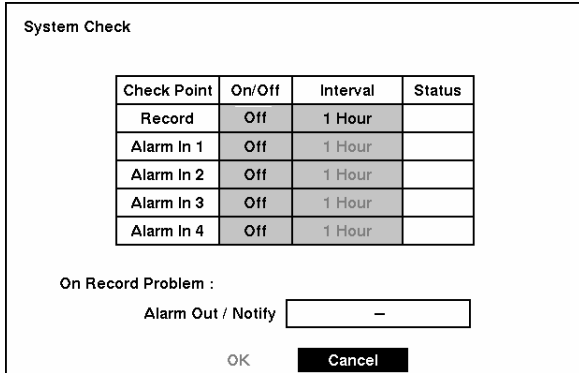 System Check
Check Point On/Off Interval Status
Record Off 1 Hour
Alarm In 1 Off 1 Hour
Alarm In 2 Off 1 Hour
Alarm In 3 Off 1 Hour
Alarm In 4 Off 1 Hour
On Record Problem :
Alarm Out / Notify –
OK Cancel